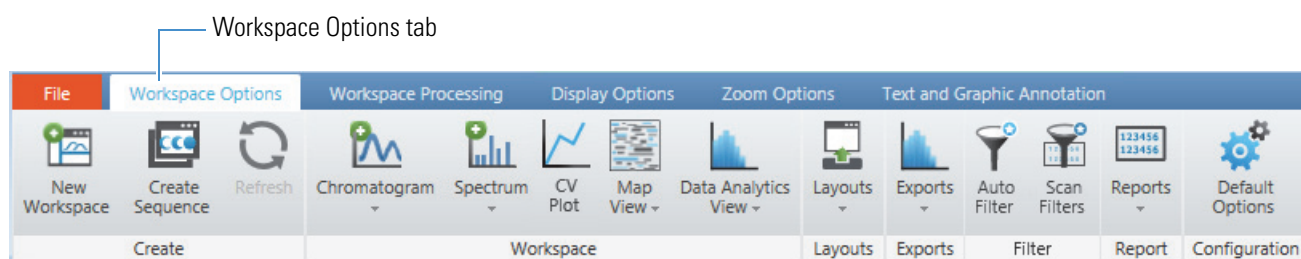 Workspace Options tab
File Workspace Options Workspace Processing Display Options Zoom Options Text and Graphic Annotation
123456
123456
New Create Refresh Chromatogram Spectrum CV Map Data Analytics Layouts Exports Auto Scan Reports Default
Workspace Sequence Plot View View Filter Filters Options
Create Workspace Layouts Exports Filter Report Configuration